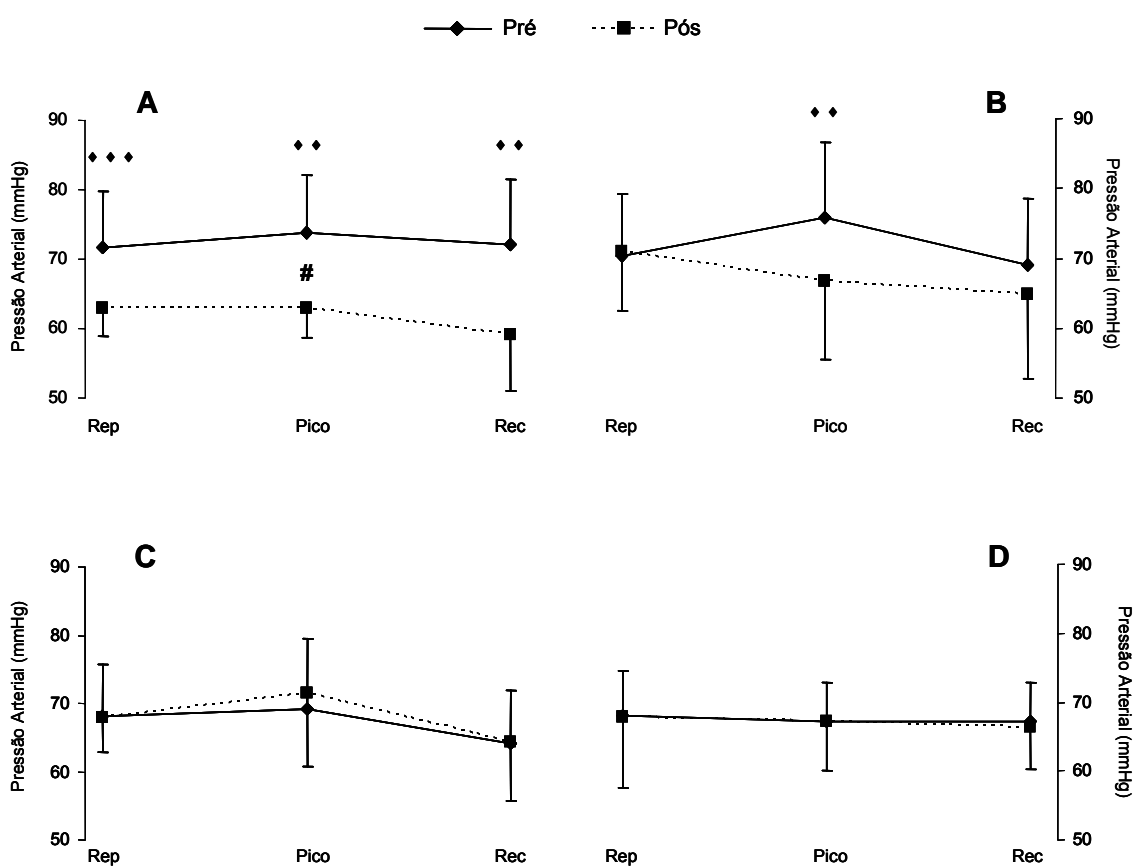 Pré Pós
A
B
90
80
70
60
50
Pressão Arterial (mmHg)
#
Rep Pico Rec
90
80
70
60
50
Pressão Arterial (mmHg)
Rep Pico Rec
C
D
90
80
70
60
50
Pressão Arterial (mmHg)
Rep Pico Rec
90
80
70
60
50
Pressão Arterial (mmHg)
Rep Pico Rec